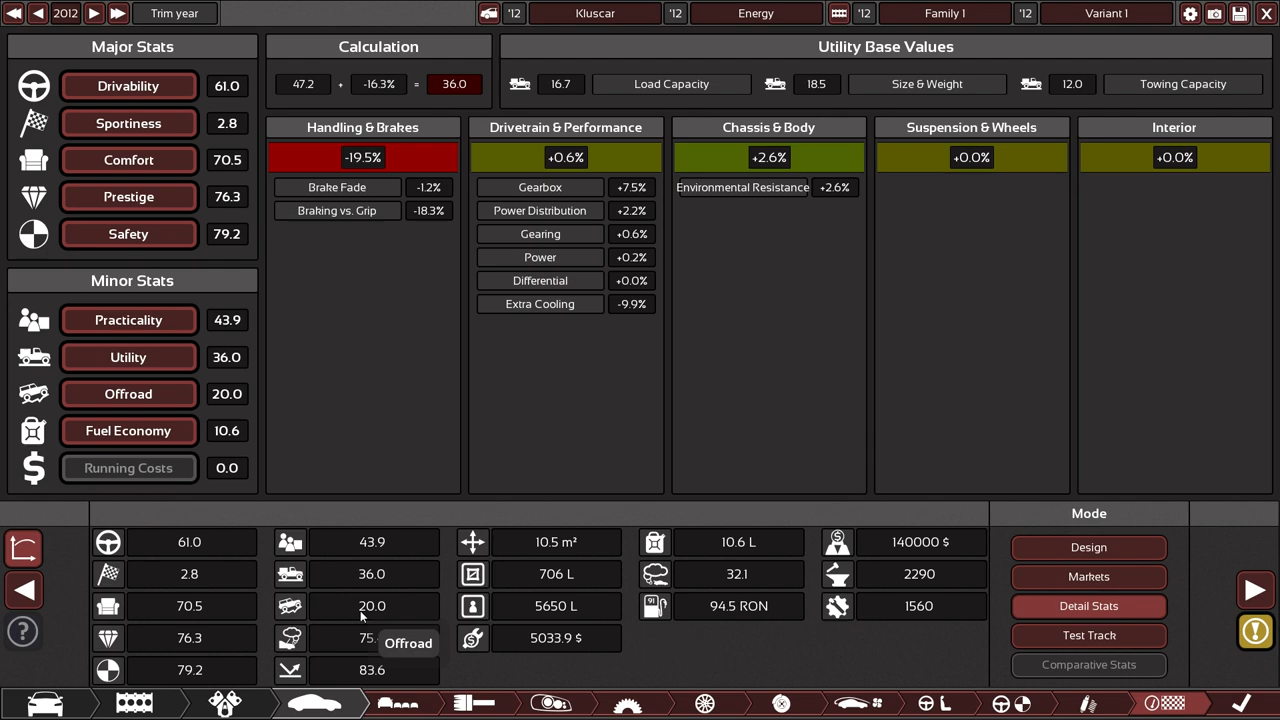 2012
Trim year
'12
Kluscar
'12
Energy
'12
Family 1
'12
Variant 1
Major Stats
Drivability 61.0
Sportiness 2.8
Comfort 70.5
Prestige 76.3
Safety 79.2
Minor Stats
Practicality 43.9
Utility 36.0
Offroad 20.0
Fuel Economy 10.6
Running Costs 0.0
Calculation
47.2 + -16.3% = 36.0
Utility Base Values
16.7 Load Capacity
18.5 Size & Weight
12.0 Towing Capacity
Handling & Brakes
-19.5%
Brake Fade -1.2%
Braking vs. Grip -18.3%
Drivetrain & Performance
+0.6%
Gearbox +7.5%
Power Distribution +2.2%
Gearing +0.6%
Power +0.2%
Differential +0.0%
Extra Cooling -9.9%
Chassis & Body
+2.6%
Environmental Resistance +2.6%
Suspension & Wheels
+0.0%
Interior
+0.0%
61.0
2.8
70.5
76.3
79.2
43.9
36.0
20.0
75.
83.6
Offroad
10.5 m²
706 L
5650 L
5033.9 $
10.6 L
32.1
91
94.5 RON
140000 $
2290
1560
Mode
Design
Markets
Detail Stats
Test Track
Comparative Stats